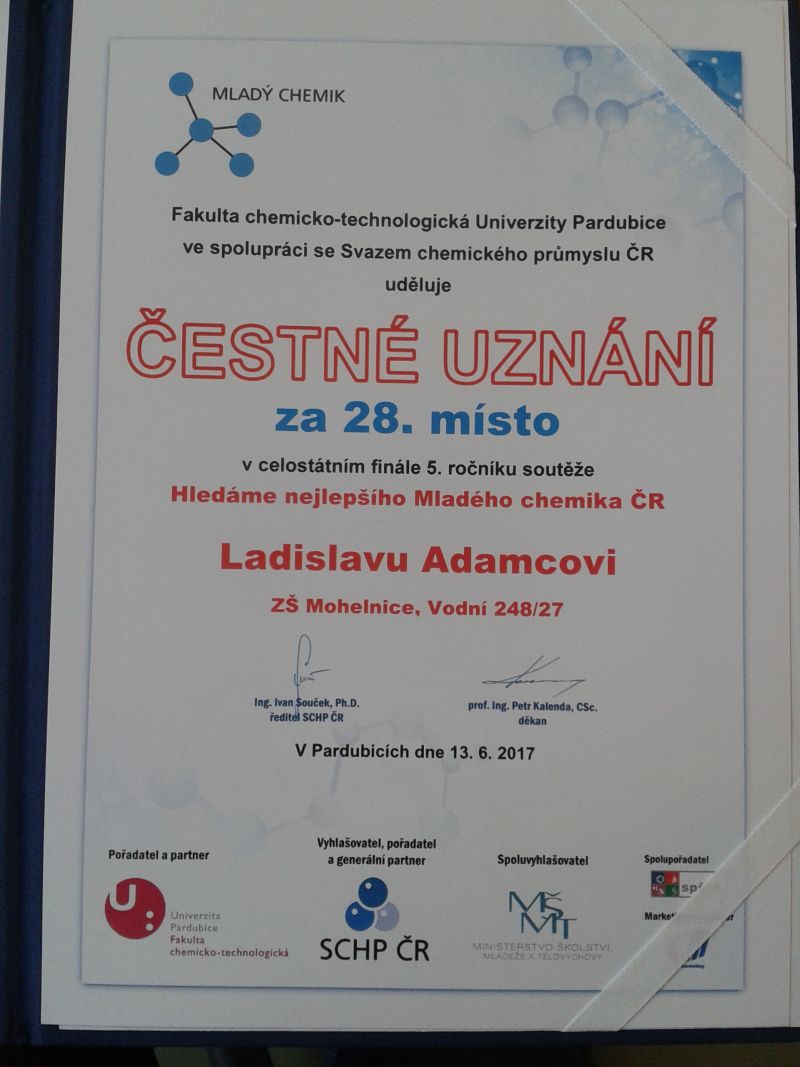 MLADÝ CHEMIK
Fakulta chemicko-technologická Univerzity Pardubice
ve spolupráci se Svazem chemického průmyslu ČR
uděluje
ČESTNÉ UZNÁNÍ
za 28. místo
v celostátním finále 5. ročníku soutěže
Hledáme nejlepšího Mladého chemika ČR
Ladislavu Adamcovi
ZŠ Mohelnice, Vodní 248/27
Ing. Ivan Souček, Ph.D.
ředitel SCHP ČR
prof. Ing. Petr Kalenda, CSc.
děkan
V Pardubicích dne 13. 6. 2017
Pořadatel a partner
Univerzita
Pardubice
Fakulta
chemicko-technologická
Vyhlašovatel, pořadatel
a generální partner
SCHP ČR
Spoluvyhlašovatel
MŠ
MT
MINISTERSTVO ŠKOLSTVÍ,
MLÁDEŽE A TĚLOVÝCHOVY
Spolupořadatel